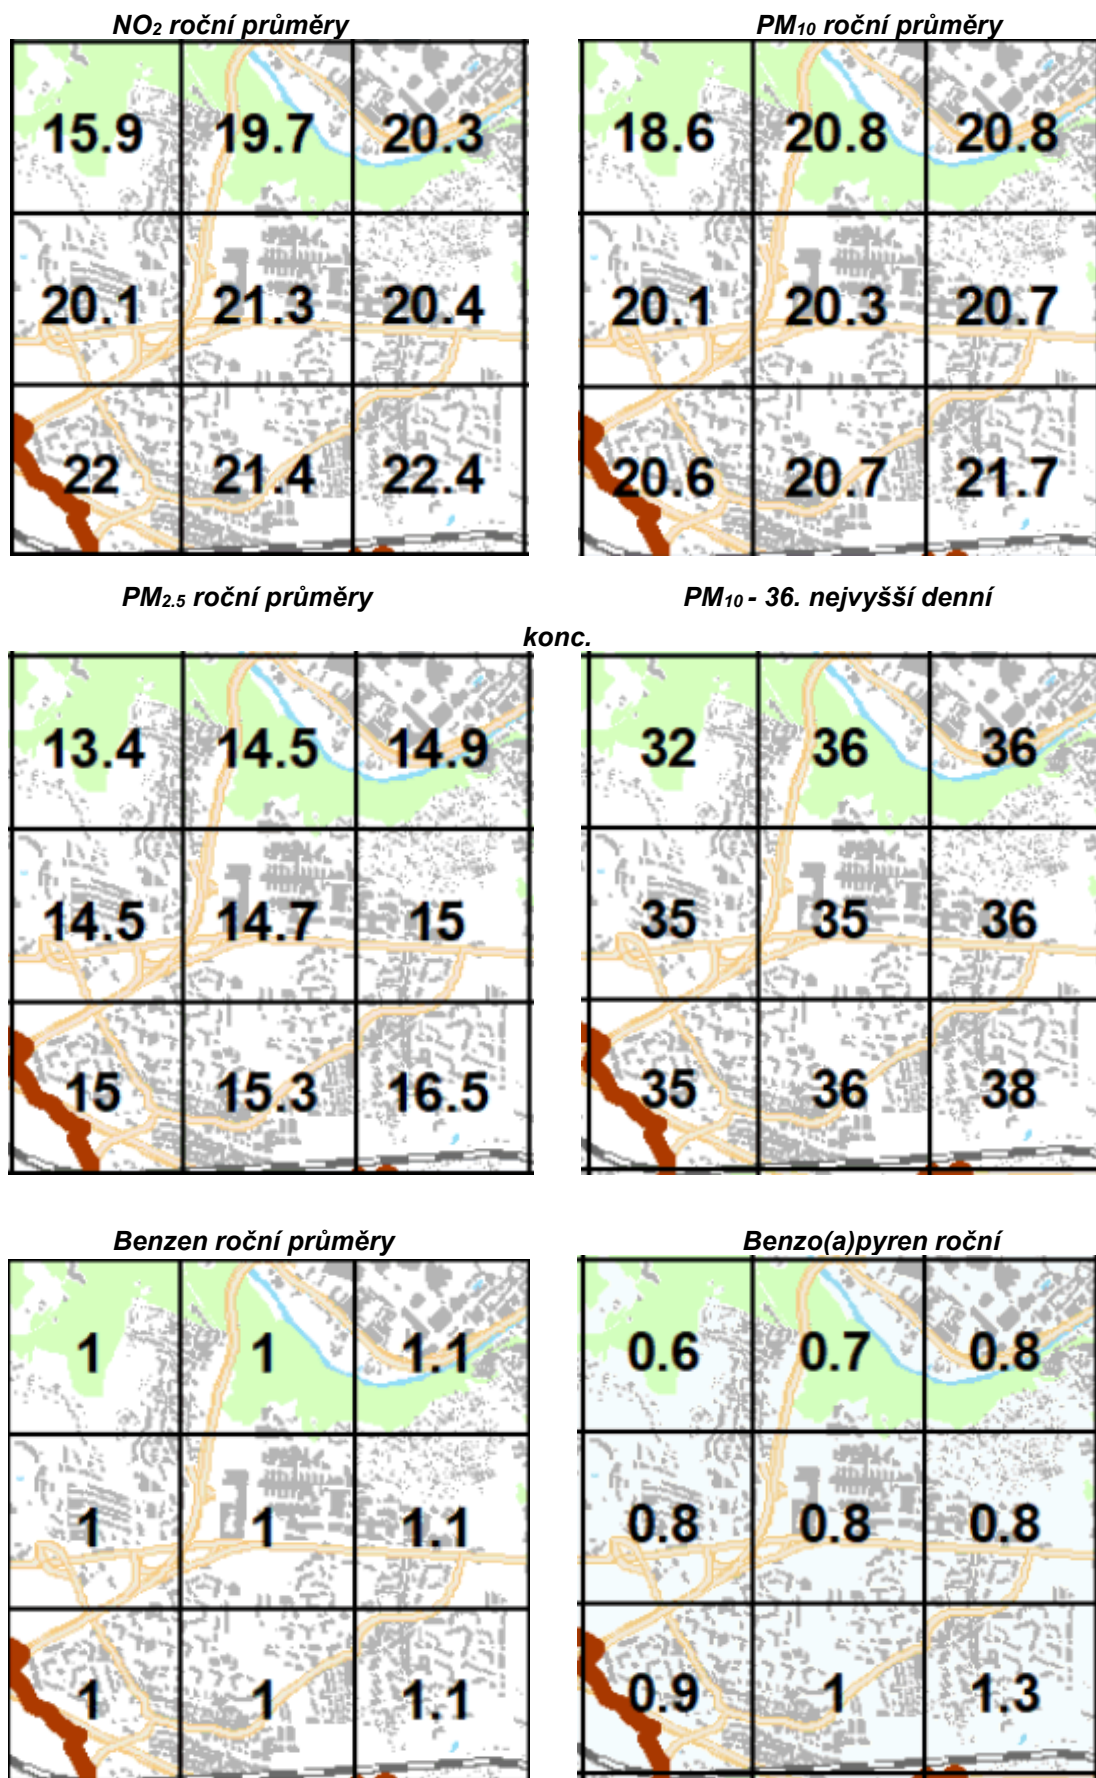 NO2 roční průměry
PM10 roční průměry
15.9 19.7 20.3
18.6 20.8 20.8
20.1 21.3 20.4
20.1 20.3 20.7
22 21.4 22.4
20.6 20.7 21.7
PM2.5 roční průměry
PM10 - 36. nejvyšší denní
konc.
13.4 14.5 14.9
32 36 36
14.5 14.7 15
35 35 36
15 15.3 16.5
35 36 38
Benzen roční průměry
Benzo(a)pyren roční
1 1 1.1
0.6 0.7 0.8
1 1 1.1
0.8 0.8 0.8
1 1 1.1
0.9 1 1.3